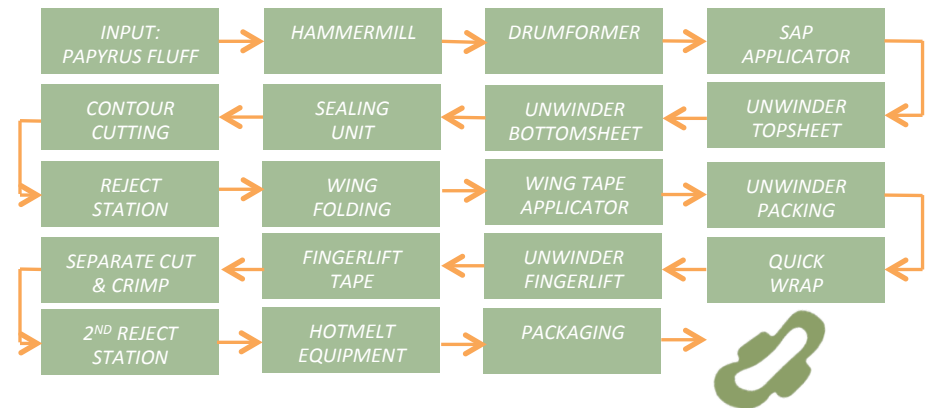 INPUT:
PAPYRUS FLUFF
HAMMERMILL
DRUMFORMER
SAP
APPLICATOR
UNWINDER
TOPSHEET
UNWINDER
BOTTOMSHEET
SEALING
UNIT
CONTOUR
CUTTING
REJECT
STATION
WING
FOLDING
WING TAPE
APPLICATOR
UNWINDER
PACKING
QUICK
WRAP
UNWINDER
FINGERLIFT
FINGERLIFT
TAPE
SEPARATE CUT
& CRIMP
2ND REJECT
STATION
HOTMELT
EQUIPMENT
PACKAGING